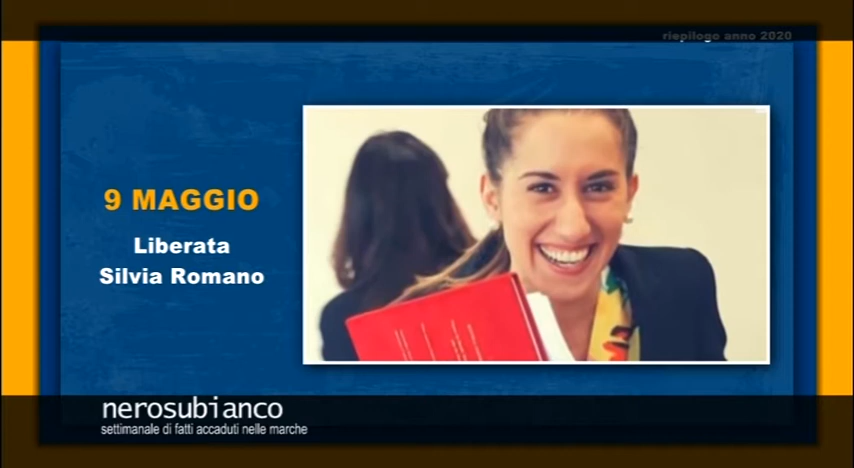 riepilogo anno 2020
9 MAGGIO
Liberata
Silvia Romano
nerosubianco
settimanale di fatti accaduti nelle marche